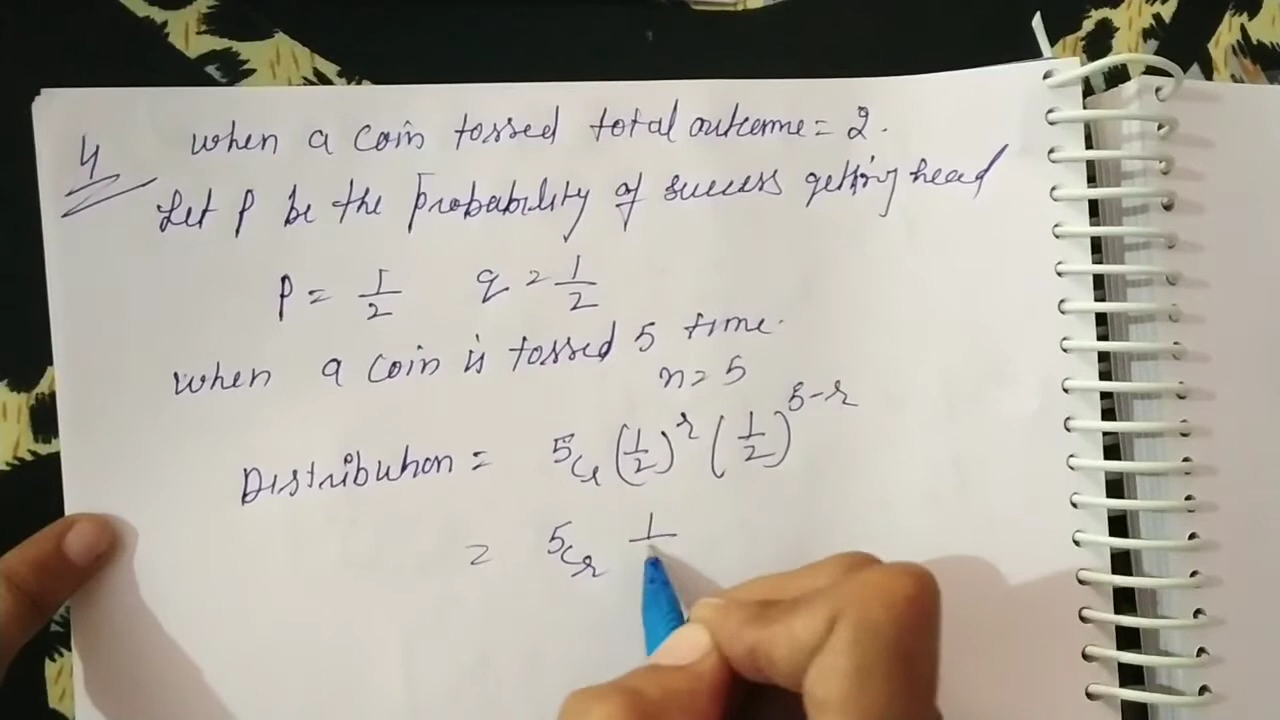 4 when a coin tossed total outcome = 2.
Let P be the probability of success getting head
P = 1/2 q = 1/2
when a coin is tossed 5 time.
n = 5
Distribution = 5Cr (1/2)^r (1/2)^5-r
= 5Cr 1